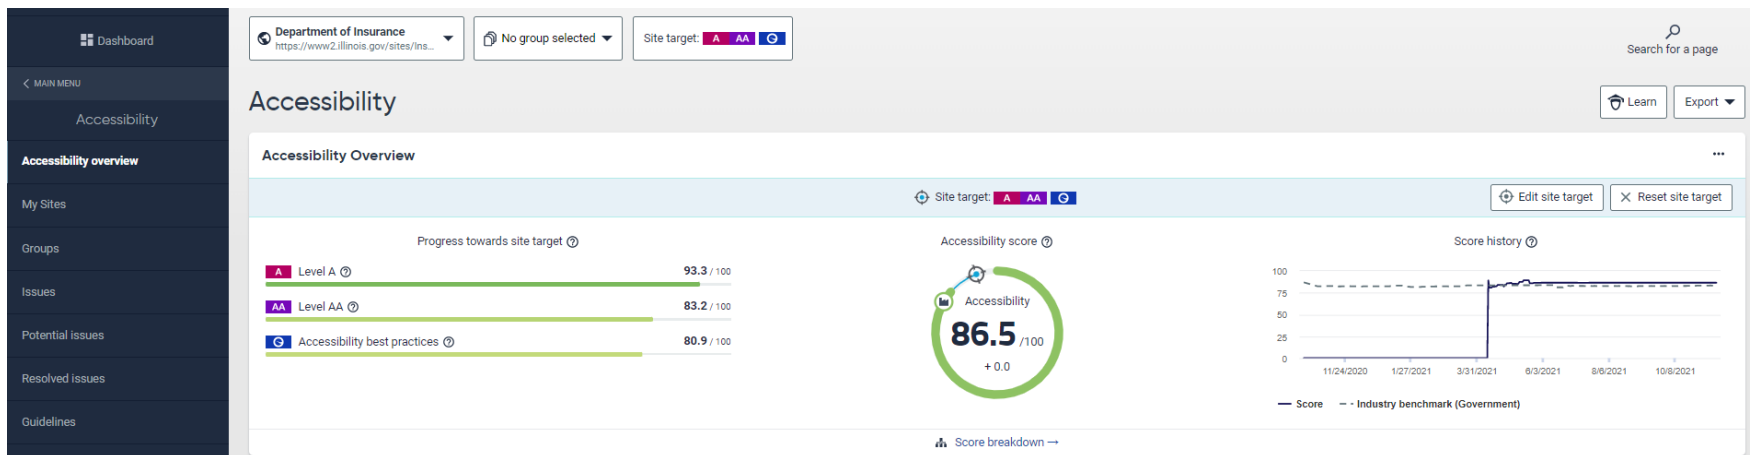 Dashboard
MAIN MENU
Accessibility
Accessibility overview
My Sites
Groups
Issues
Potential issues
Resolved issues
Guidelines
Department of Insurance
https://www2.illinois.gov/sites/Ins...
No group selected
Site target: A AA
Search for a page
Accessibility
Learn
Export
Accessibility Overview
Site target: A AA
Edit site target
Reset site target
Progress towards site target
A Level A 93.3 / 100
AA Level AA 83.2 / 100
Accessibility best practices 80.9 / 100
Accessibility score
Accessibility
86.5 /100
+ 0.0
Score history
100
75
50
25
0
11/24/2020 1/27/2021 3/31/2021 6/3/2021 8/6/2021 10/8/2021
Score Industry benchmark (Government)
Score breakdown